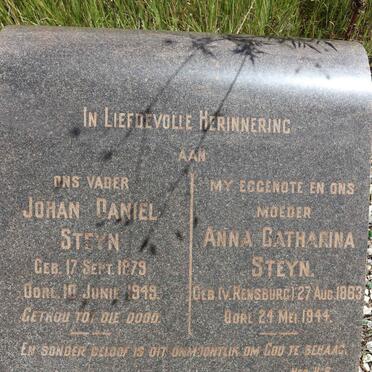 IN LIEFDEVOLLE HERINNERING
AAN
ONS VADER
JOHAN DANIEL
STEYN
GEB. 17 SEPT. 1879
OORL. 10 JUNIE 1949.
GETROU TOT DIE DOOD.
MY EGGENOTE EN ONS
MOEDER
ANNA CATHARINA
STEYN.
GEB (V. RENSBURG) 27 AUG. 1883
OORL 24 MEI 1944.
EN SONDER GELOOF IS DIT ONMOONTLIK OM GOD TE BEHAAG.